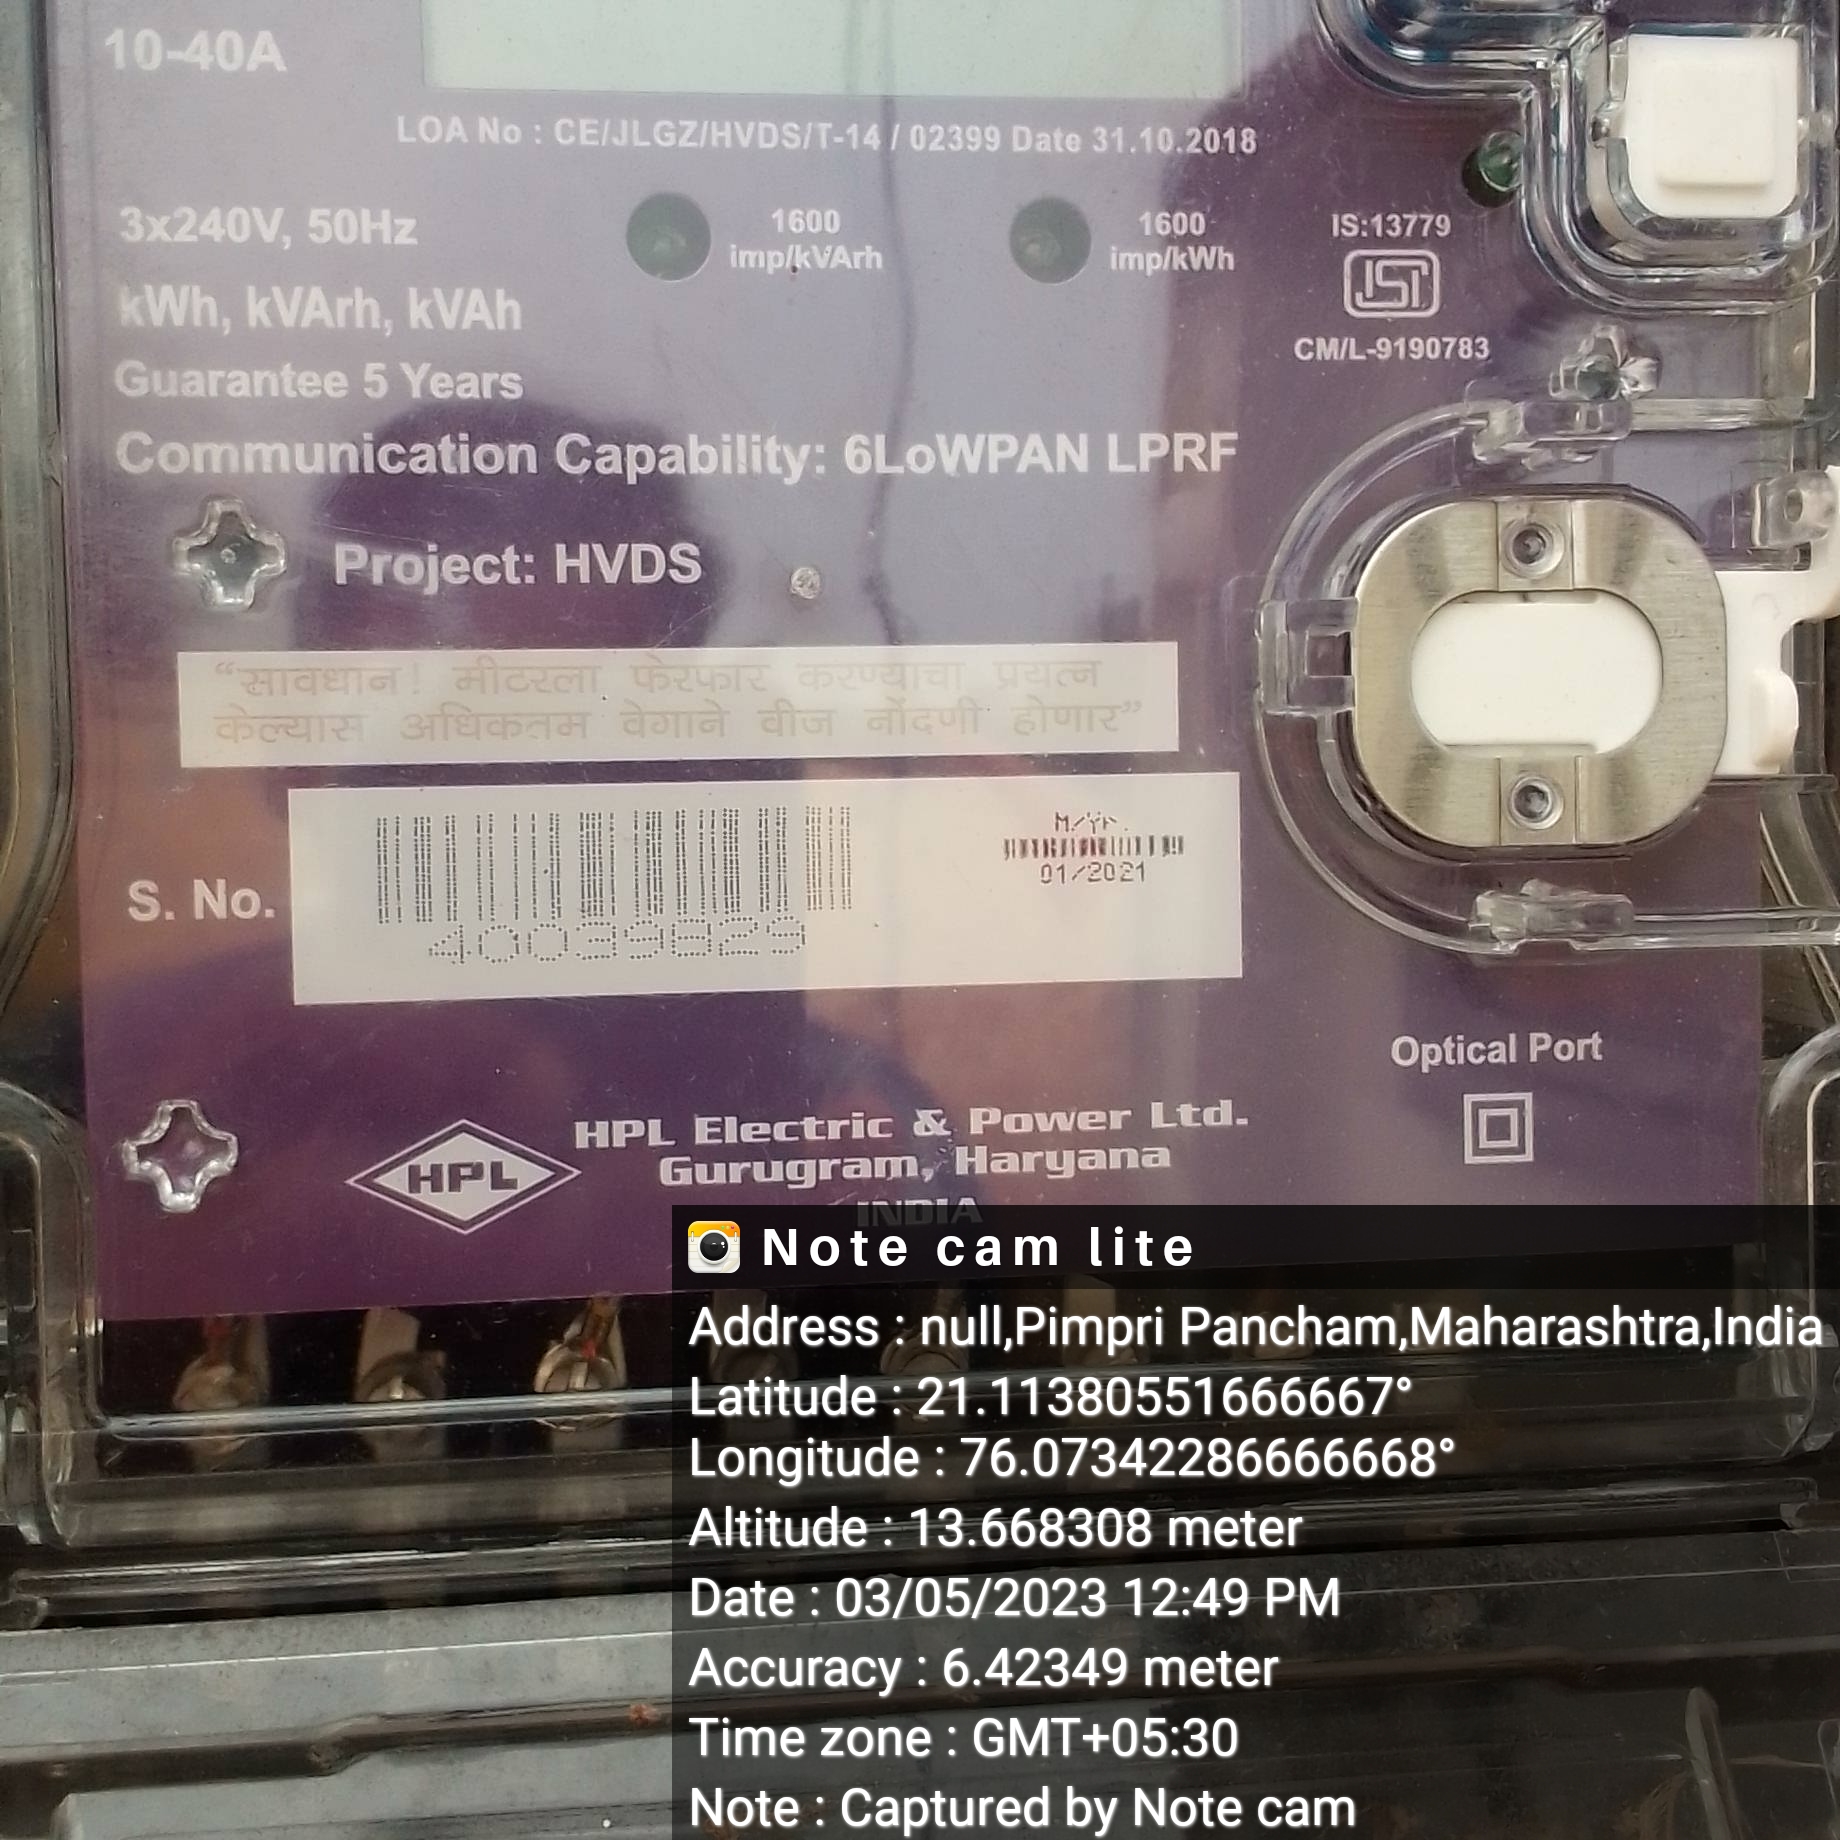 10-40A
LOA No : CE/JLGZ/HVDS/T-14 / 02399 Date 31.10.2018
3x240V, 50Hz
1600
imp/kVArh
1600
imp/kWh
IS:13779
ISI
CM/L-9190783
kWh, kVArh, kVAh
Guarantee 5 Years
Communication Capability: 6LoWPAN LPRF
Project: HVDS
“सावधान! मीटरला फेरफार करण्याचा प्रयत्न
केल्यास अधिकतम वेगाने वीज नोंदणी होणार”
M/Yr.
01/2021
S. No.
40039829
Optical Port
HPL
HPL Electric & Power Ltd.
Gurugram, Haryana
INDIA
Note cam lite
Address : null,Pimpri Pancham,Maharashtra,India
Latitude : 21.11380551666667°
Longitude : 76.07342286666668°
Altitude : 13.668308 meter
Date : 03/05/2023 12:49 PM
Accuracy : 6.42349 meter
Time zone : GMT+05:30
Note : Captured by Note cam